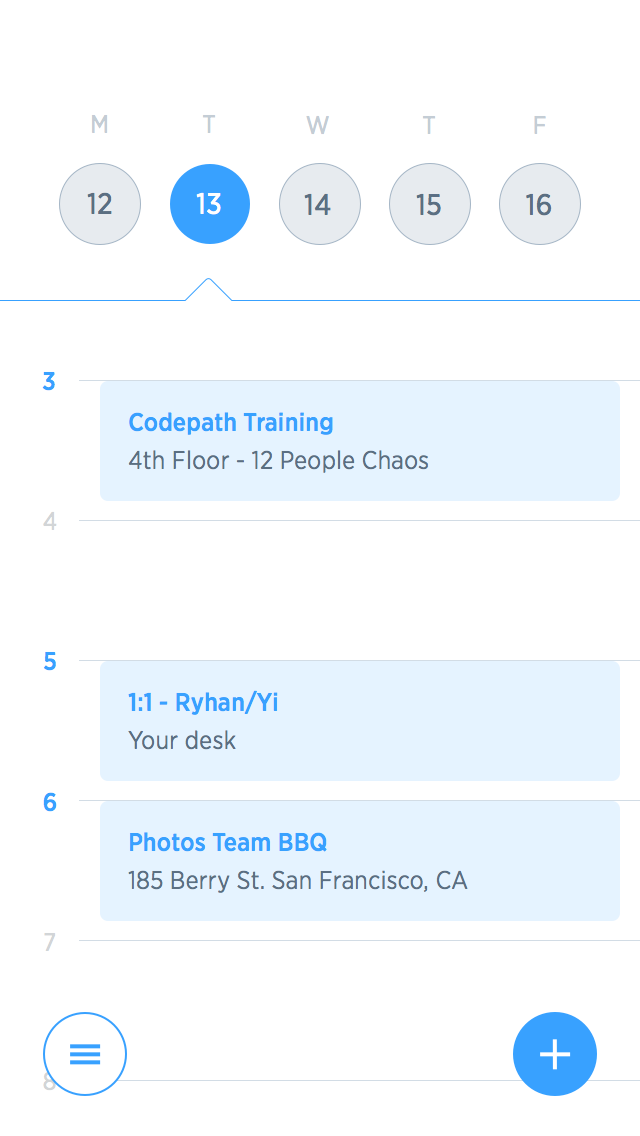 M T W T F
12 13 14 15 16
3
Codepath Training
4th Floor - 12 People Chaos
4
5
1:1 - Ryhan/Yi
Your desk
6
Photos Team BBQ
185 Berry St. San Francisco, CA
7
8